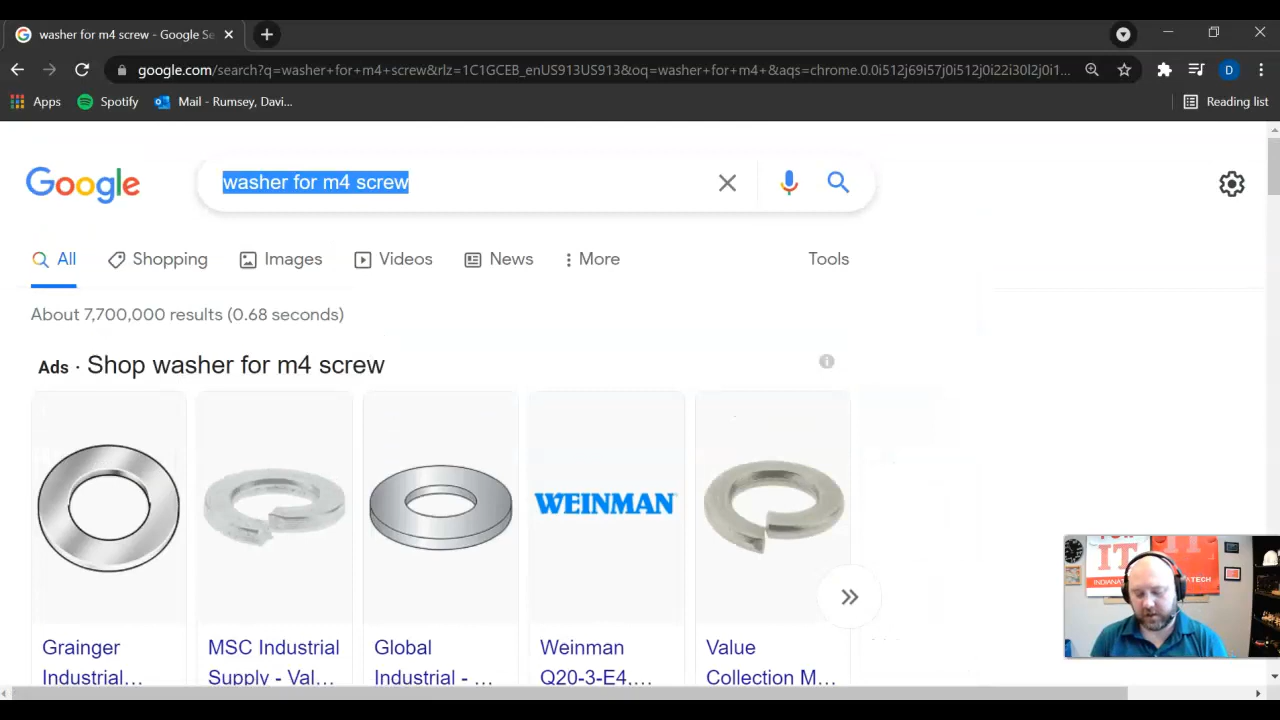 washer for m4 screw - Google Se
google.com/search?q=washer+for+m4+screw&rlz=1C1GCEB_enUS913US913&oq=washer+for+m4+&aqs=chrome.0.0i512j69i57j0i512j0i22i30l2j0i1...
D
Apps
Spotify
Mail - Rumsey, Davi...
Reading list
Google
washer for m4 screw
All
Shopping
Images
Videos
News
More
Tools
About 7,700,000 results (0.68 seconds)
Ads · Shop washer for m4 screw
WEINMAN
Grainger
Industrial...
MSC Industrial
Supply - Val...
Global
Industrial - ...
Weinman
Q20-3-E4,...
Value
Collection M...
IT